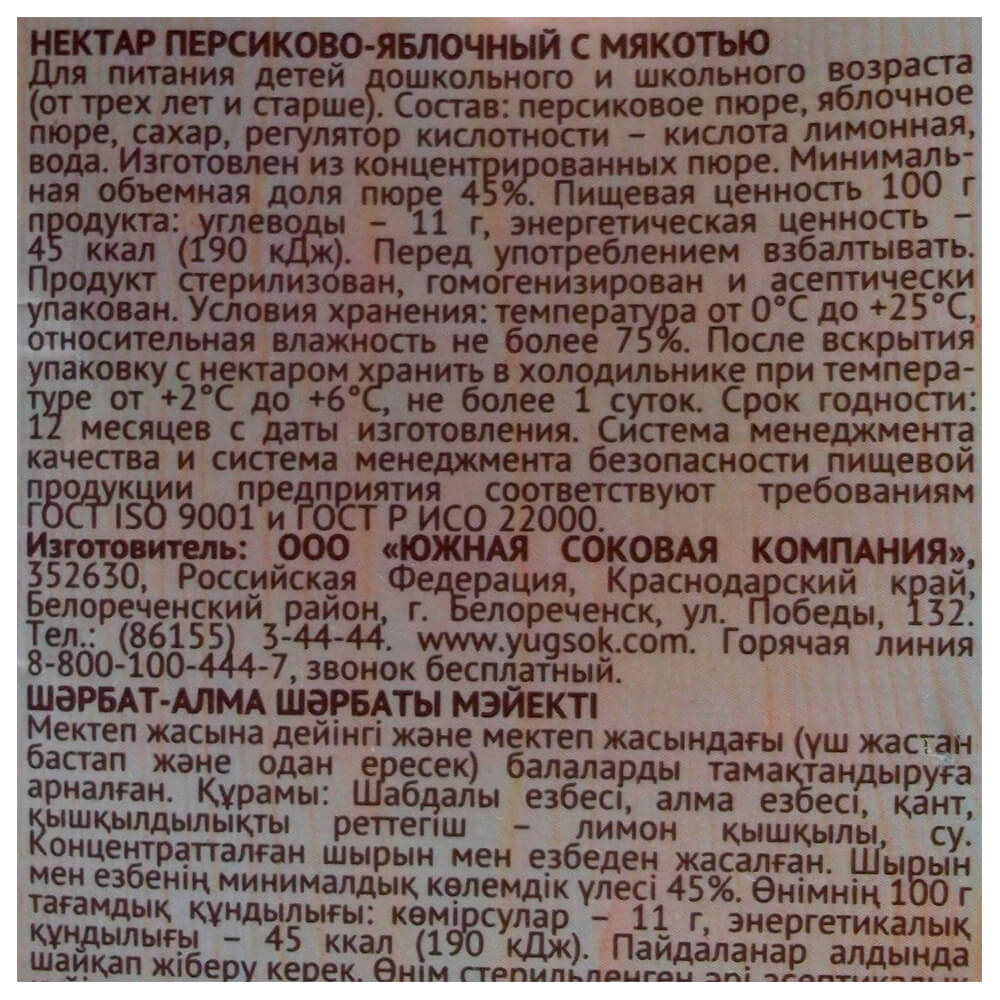 НЕКТАР ПЕРСИКОВО-ЯБЛОЧНЫЙ С МЯКОТЬЮ
Для питания детей дошкольного и школьного возраста
(от трех лет и старше). Состав: персиковое пюре, яблочное
пюре, сахар, регулятор кислотности – кислота лимонная,
вода. Изготовлен из концентрированных пюре. Минималь-
ная объемная доля пюре 45%. Пищевая ценность 100 г
продукта: углеводы – 11 г, энергетическая ценность –
45 ккал (190 кДж). Перед употреблением взбалтывать.
Продукт стерилизован, гомогенизирован и асептически
упакован. Условия хранения: температура от 0°С до +25°С,
относительная влажность не более 75%. После вскрытия
упаковку с нектаром хранить в холодильнике при темпера-
туре от +2°С до +6°С, не более 1 суток. Срок годности:
12 месяцев с даты изготовления. Система менеджмента
качества и система менеджмента безопасности пищевой
продукции предприятия соответствуют требованиям
ГОСТ ISO 9001 и ГОСТ Р ИСО 22000.
Изготовитель: ООО «ЮЖНАЯ СОКОВАЯ КОМПАНИЯ»,
352630, Российская Федерация, Краснодарский край,
Белореченский район, г. Белореченск, ул. Победы, 132.
Тел.: (86155) 3-44-44. www.yugsok.com. Горячая линия
8-800-100-444-7, звонок бесплатный.
ШӘРБАТ-АЛМА ШӘРБАТЫ МЭЙЕКТІ
Мектеп жасына дейінгі және мектеп жасындағы (үш жастан
бастап және одан ересек) балаларды тамақтандыруға
арналған. Құрамы: Шабдалы езбесі, алма езбесі, қант,
қышқылдылықты реттегіш – лимон қышқылы, су.
Концентратталған шырын мен езбеден жасалған. Шырын
мен езбенің минималдық көлемдік үлесі 45%. Өнімнің 100 г
тағамдық құндылығы: көмірсулар – 11 г, энергетикалық
құндылығы – 45 ккал (190 кДж). Пайдаланар алдында
шайқап жіберу керек. Өнім стерильденген әрі асептикалық